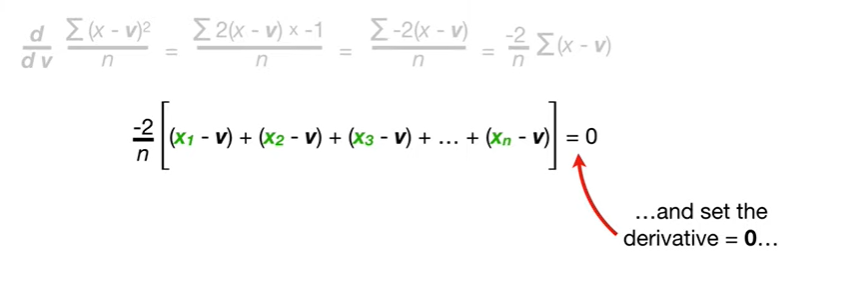 d/dv Σ(x - v)²/n = Σ 2(x - v) × -1/n = Σ -2(x - v)/n = -2/n Σ(x - v)
-2/n [(x₁ - v) + (x₂ - v) + (x₃ - v) + … + (xₙ - v)] = 0
…and set the
derivative = 0…